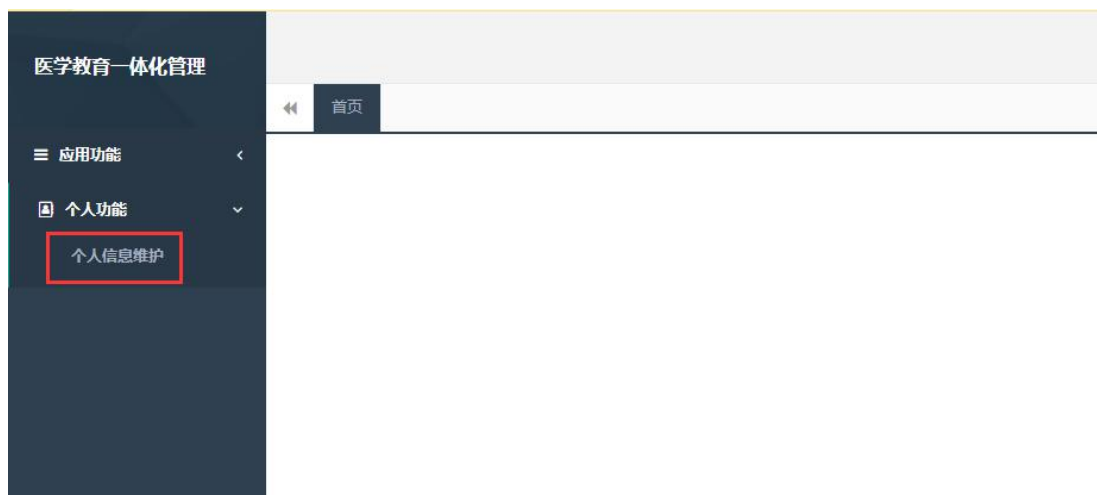 医学教育一体化管理
首页
应用功能
个人功能
个人信息维护